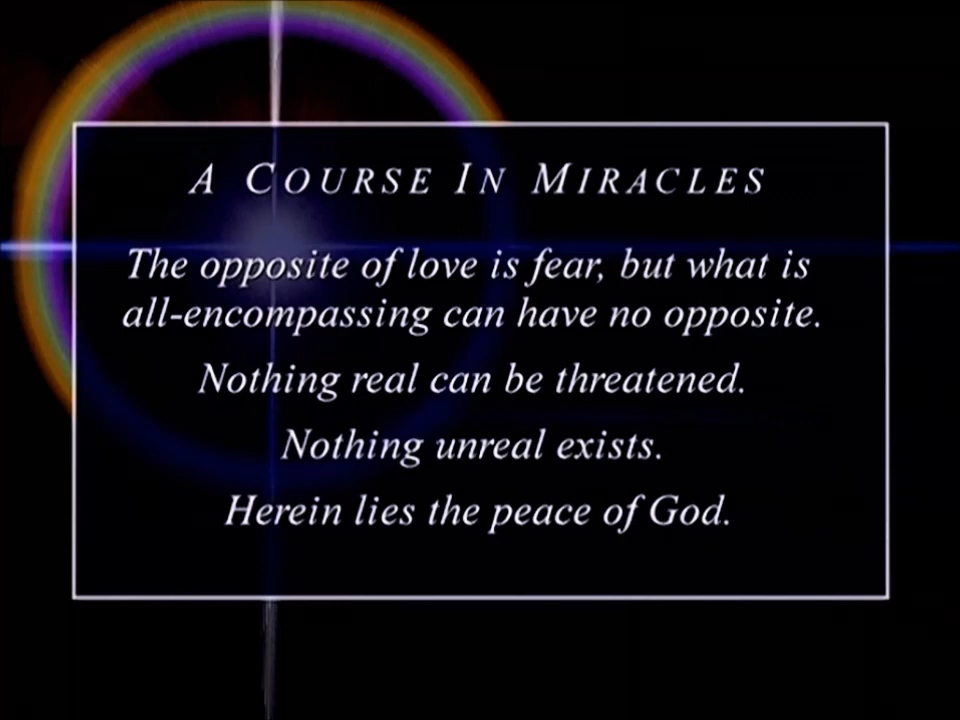 A COURSE IN MIRACLES
The opposite of love is fear, but what is
all-encompassing can have no opposite.
Nothing real can be threatened.
Nothing unreal exists.
Herein lies the peace of God.